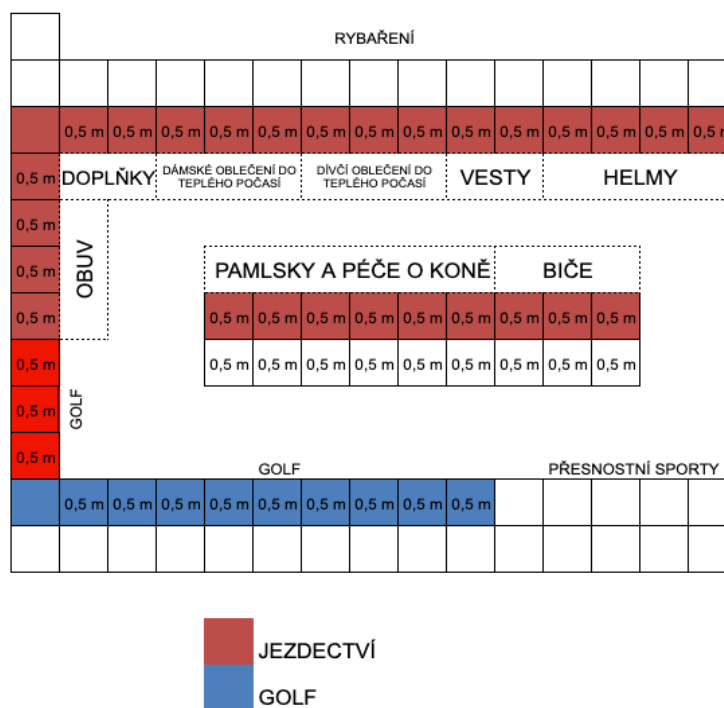 RYBAŘENÍ
0,5 m 0,5 m 0,5 m 0,5 m 0,5 m 0,5 m 0,5 m 0,5 m 0,5 m 0,5 m 0,5 m 0,5 m 0,5 m 0,5 m
0,5 m
DOPLŇKY
DÁMSKÉ OBLEČENÍ DO
TEPLÉHO POČASÍ
DÍVČÍ OBLEČENÍ DO
TEPLÉHO POČASÍ
VESTY
HELMY
0,5 m
OBUV
0,5 m
PAMLSKY A PÉČE O KONĚ
BIČE
0,5 m
0,5 m 0,5 m 0,5 m 0,5 m 0,5 m 0,5 m 0,5 m 0,5 m 0,5 m
0,5 m
0,5 m 0,5 m 0,5 m 0,5 m 0,5 m 0,5 m 0,5 m 0,5 m 0,5 m
0,5 m
GOLF
0,5 m
GOLF
PŘESNOSTNÍ SPORTY
0,5 m 0,5 m 0,5 m 0,5 m 0,5 m 0,5 m 0,5 m 0,5 m 0,5 m
JEZDECTVÍ
GOLF